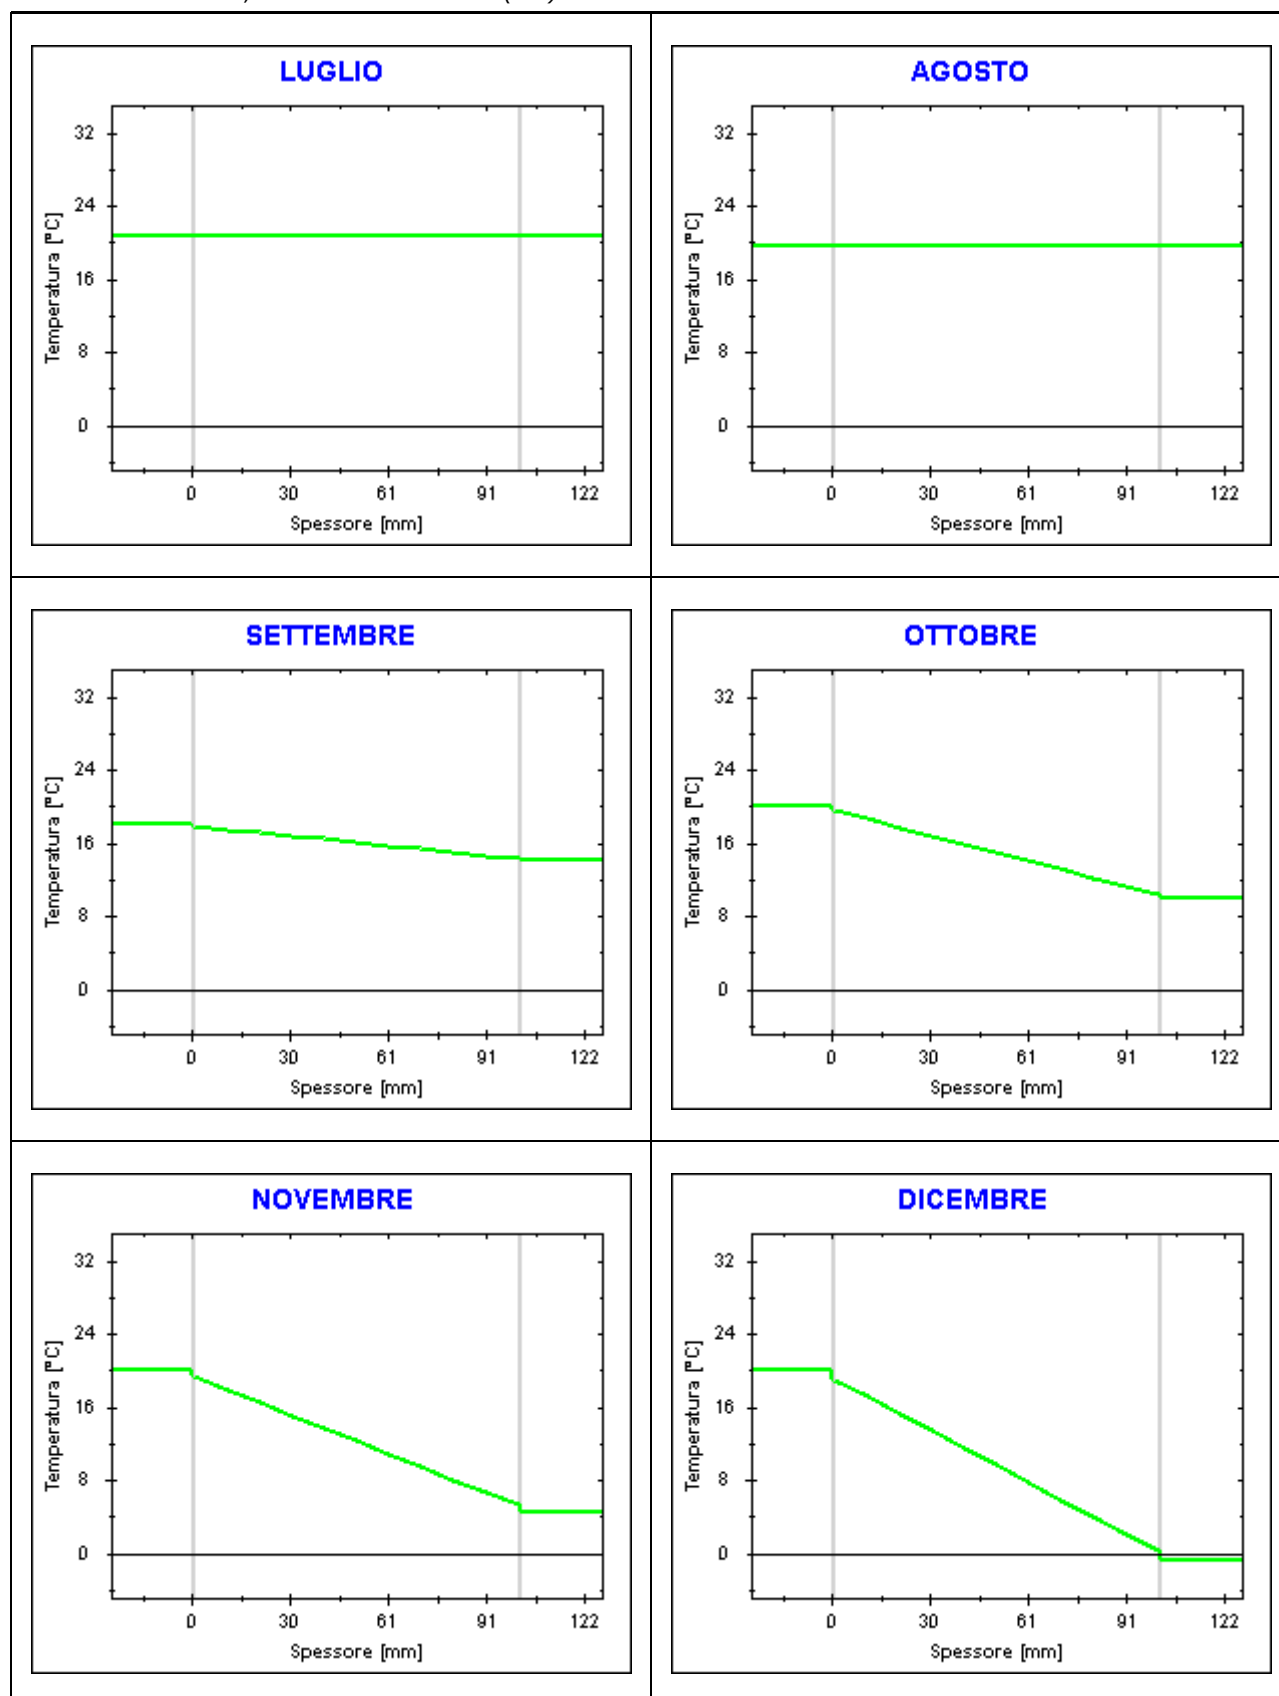 LUGLIO
32
24
16
8
0
Temperatura [°C]
0 30 61 91 122
Spessore [mm]
AGOSTO
32
24
16
8
0
Temperatura [°C]
0 30 61 91 122
Spessore [mm]
SETTEMBRE
32
24
16
8
0
Temperatura [°C]
0 30 61 91 122
Spessore [mm]
OTTOBRE
32
24
16
8
0
Temperatura [°C]
0 30 61 91 122
Spessore [mm]
NOVEMBRE
32
24
16
8
0
Temperatura [°C]
0 30 61 91 122
Spessore [mm]
DICEMBRE
32
24
16
8
0
Temperatura [°C]
0 30 61 91 122
Spessore [mm]